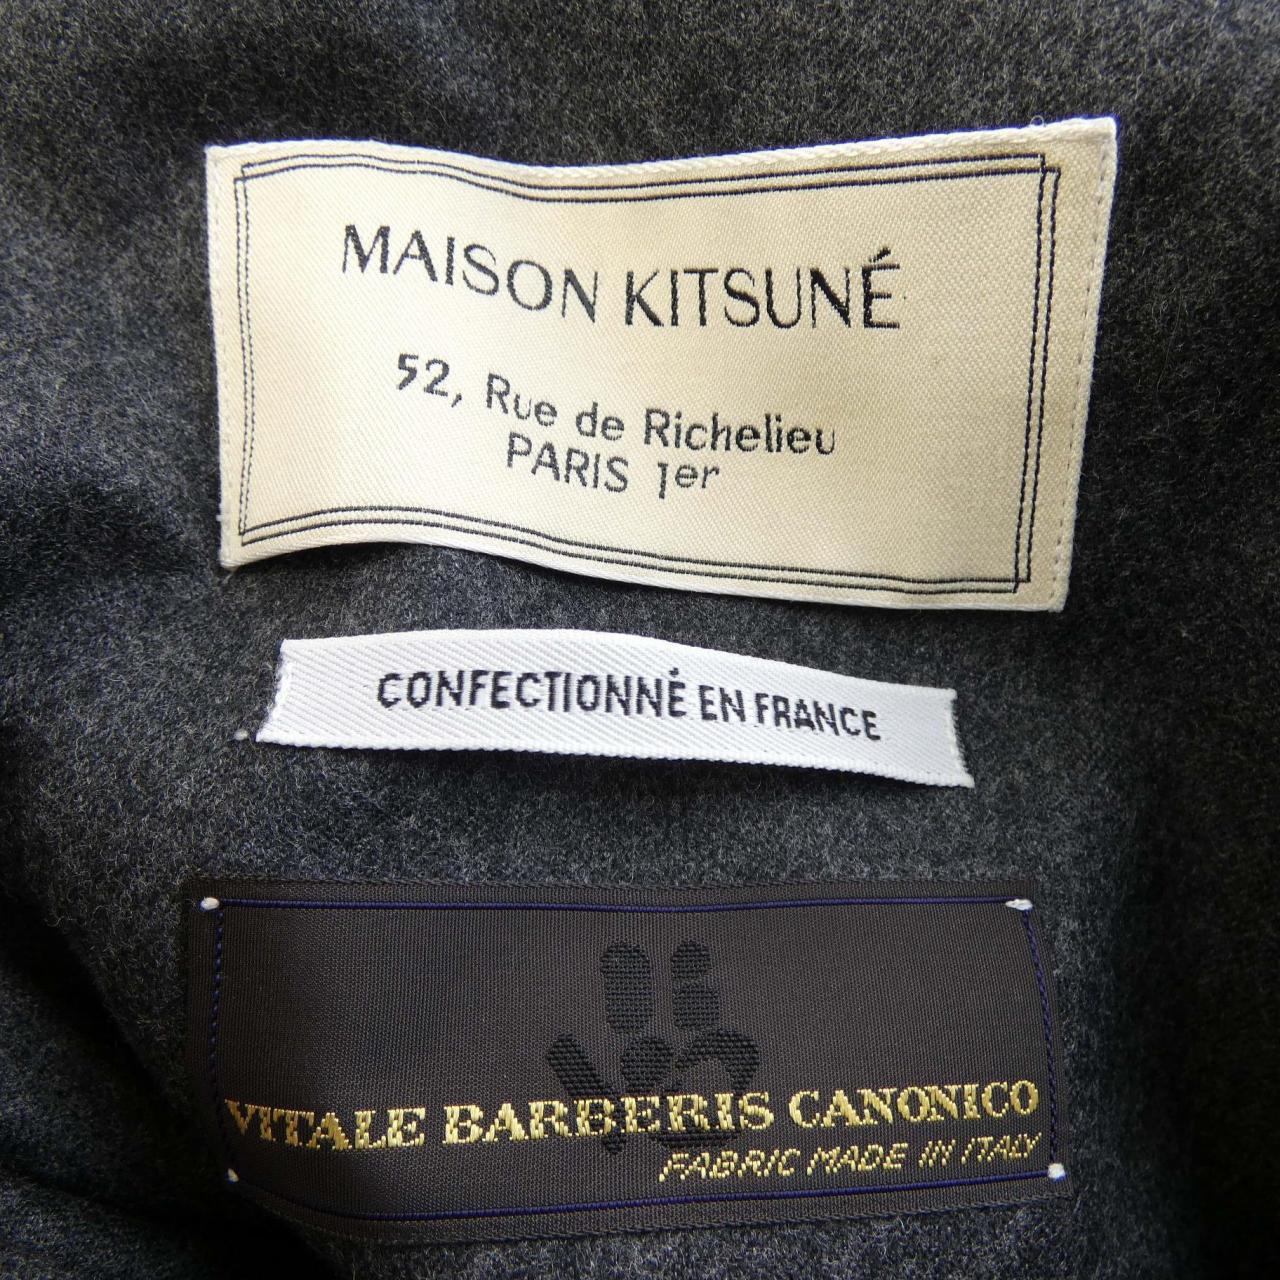 MAISON KITSUNÉ
52, Rue de Richelieu
PARIS 1er
CONFECTIONNÉ EN FRANCE
VITALE BARBERIS CANONICO
FABRIC MADE IN ITALY